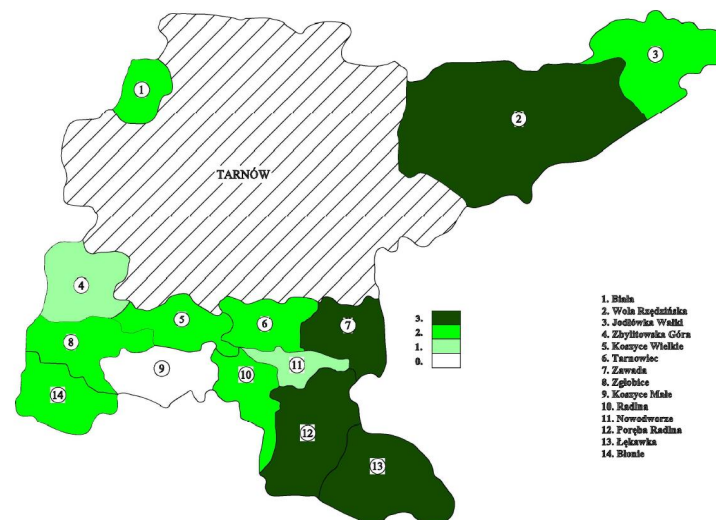 1
2
3
TARNÓW
4
5
6
7
8
9
10
11
12
13
14
3.
2.
1.
0.
1. Biała
2. Wola Rzędzińska
3. Jodłówka Wałki
4. Zbylitowska Góra
5. Koszyce Wielkie
6. Tarnowiec
7. Zawada
8. Zgłobice
9. Koszyce Małe
10. Radlna
11. Nowodworze
12. Poręba Radlna
13. Łękawka
14. Błonie